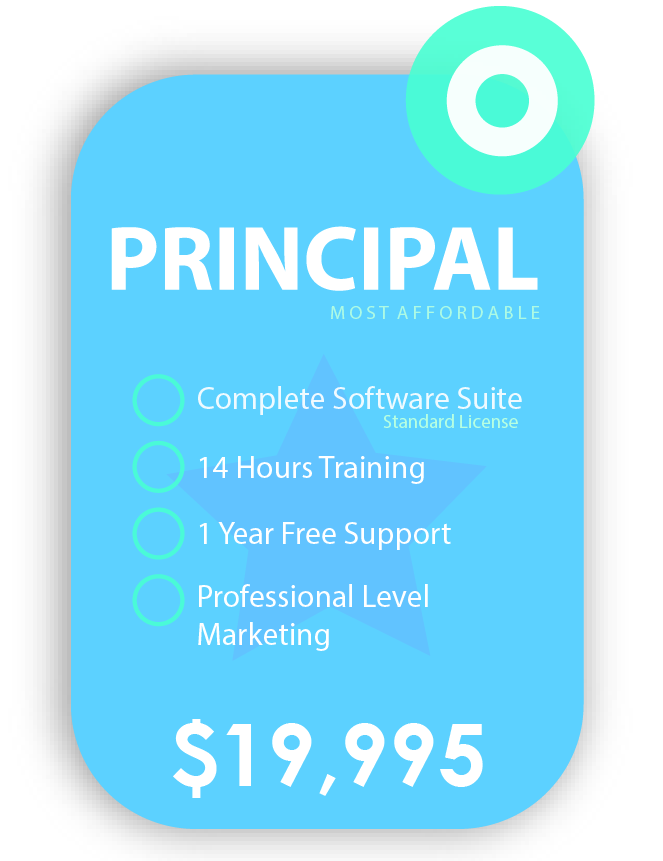 PRINCIPAL
MOST AFFORDABLE
Complete Software Suite
Standard License
14 Hours Training
1 Year Free Support
Professional Level
Marketing
$19,995